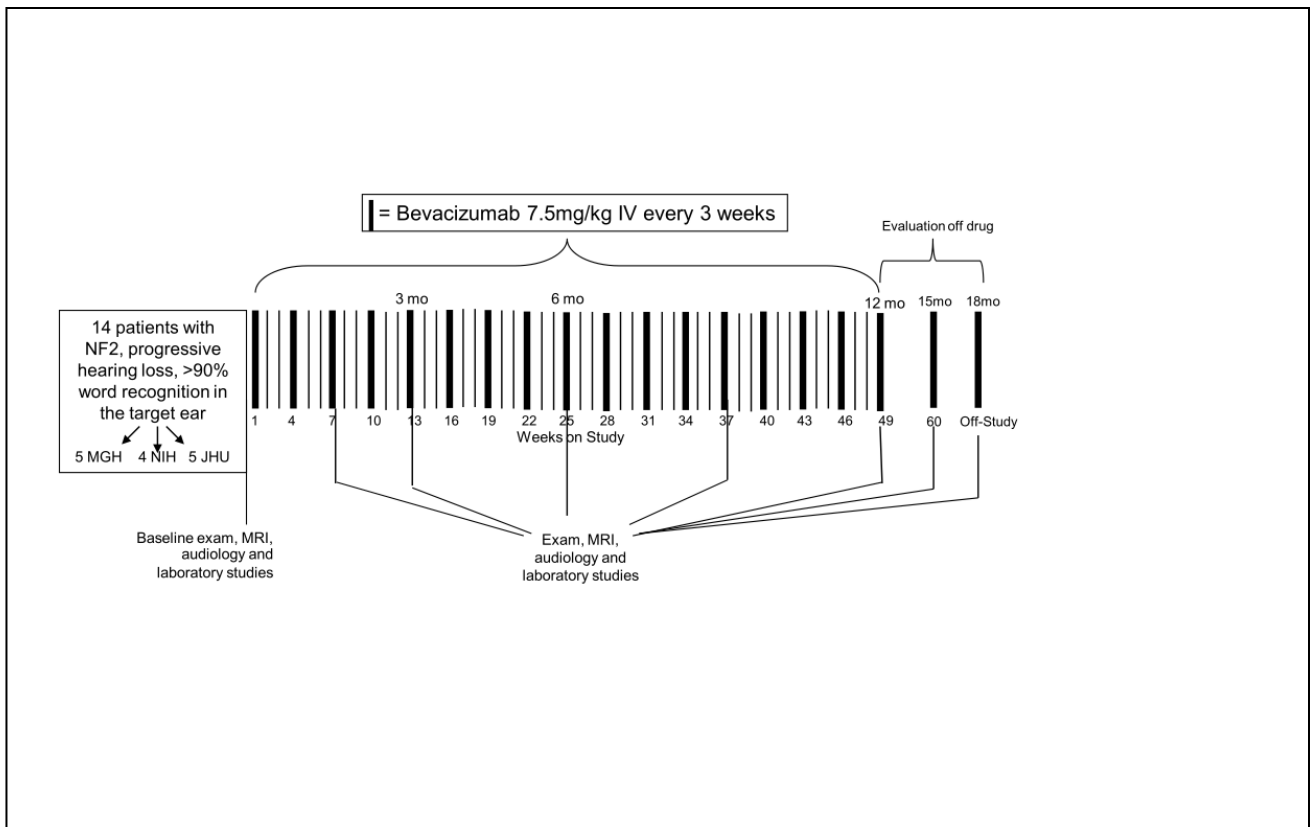 = Bevacizumab 7.5mg/kg IV every 3 weeks
Evaluation off drug
3 mo
6 mo
12 mo
15mo
18mo
14 patients with
NF2, progressive
hearing loss, >90%
word recognition in
the target ear
5 MGH 4 NIH 5 JHU
1 4 7 10 13 16 19 22 25 28 31 34 37 40 43 46 49 60 Off-Study
Weeks on Study
Baseline exam, MRI,
audiology and
laboratory studies
Exam, MRI,
audiology and
laboratory studies